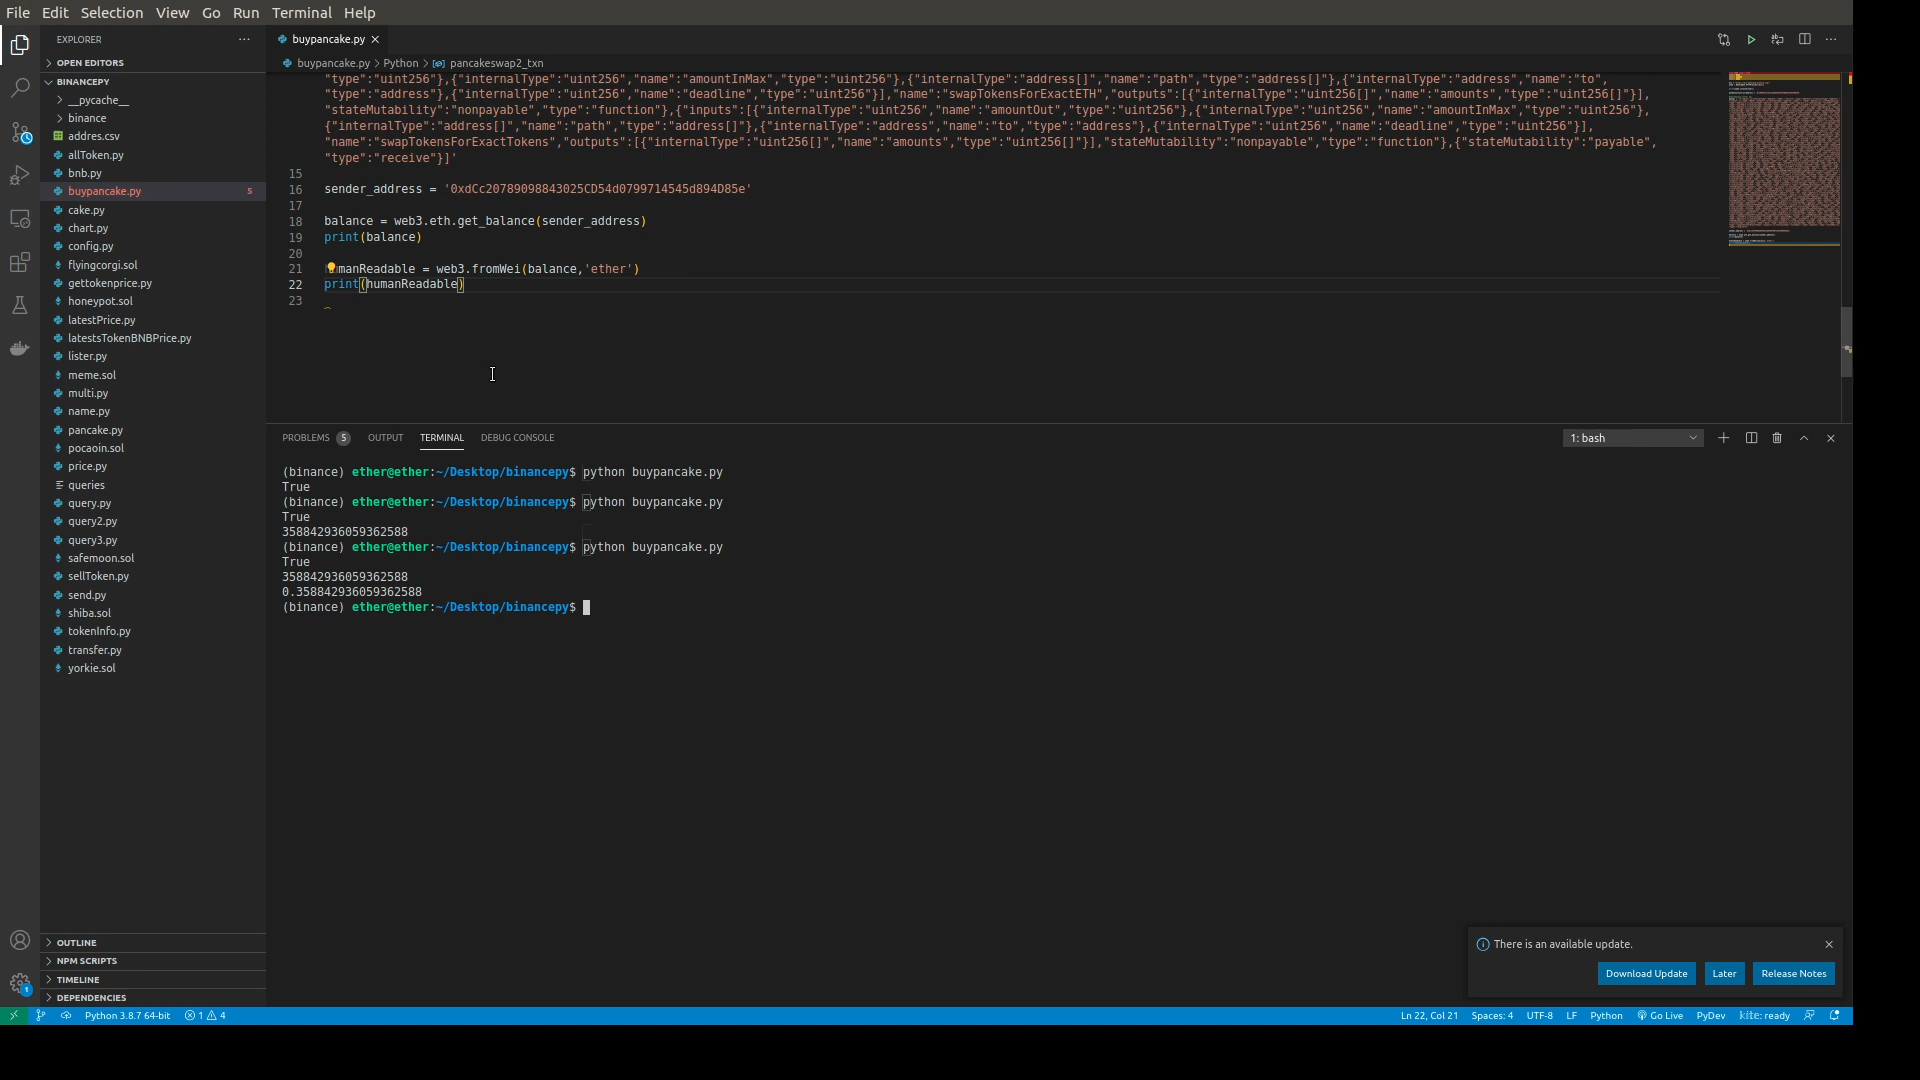 File Edit Selection View Go Run Terminal Help
EXPLORER
buypancake.py
OPEN EDITORS
buypancake.py > Python > pancakeswap2_txn
BINANCEPY
__pycache__
binance
addres.csv
allToken.py
bnb.py
buypancake.py 5
cake.py
chart.py
config.py
flyingcorgi.sol
gettokenprice.py
honeypot.sol
latestPrice.py
latestsTokenBNBPrice.py
lister.py
meme.sol
multi.py
name.py
pancake.py
pocaoin.sol
price.py
queries
query.py
query2.py
query3.py
safemoon.sol
sellToken.py
send.py
shiba.sol
tokenInfo.py
transfer.py
yorkie.sol
OUTLINE
NPM SCRIPTS
TIMELINE
DEPENDENCIES
"type":"uint256"},{"internalType":"uint256","name":"amountInMax","type":"uint256"},{"internalType":"address[]","name":"path","type":"address[]"},{"internalType":"address","name":"to",
"type":"address"},{"internalType":"uint256","name":"deadline","type":"uint256"}],"name":"swapTokensForExactETH","outputs":[{"internalType":"uint256[]","name":"amounts","type":"uint256[]"}],
"stateMutability":"nonpayable","type":"function"},{"inputs":[{"internalType":"uint256","name":"amountOut","type":"uint256"},{"internalType":"uint256","name":"amountInMax","type":"uint256"},
{"internalType":"address[]","name":"path","type":"address[]"},{"internalType":"address","name":"to","type":"address"},{"internalType":"uint256","name":"deadline","type":"uint256"}],
"name":"swapTokensForExactTokens","outputs":[{"internalType":"uint256[]","name":"amounts","type":"uint256[]"}],"stateMutability":"nonpayable","type":"function"},{"stateMutability":"payable",
"type":"receive"}]'
15
16 sender_address = '0xdCc20789098843025CD54d0799714545d894D85e'
17
18 balance = web3.eth.get_balance(sender_address)
19 print(balance)
20
21 humanReadable = web3.fromWei(balance,'ether')
22 print(humanReadable)
23
PROBLEMS 5 OUTPUT TERMINAL DEBUG CONSOLE 1: bash
(binance) ether@ether:~/Desktop/binancepy$ python buypancake.py
True
(binance) ether@ether:~/Desktop/binancepy$ python buypancake.py
True
358842936059362588
(binance) ether@ether:~/Desktop/binancepy$ python buypancake.py
True
358842936059362588
0.358842936059362588
(binance) ether@ether:~/Desktop/binancepy$
There is an available update.
Download Update Later Release Notes
1
Python 3.8.7 64-bit 1 4 Ln 22, Col 21 Spaces: 4 UTF-8 LF Python Go Live PyDev kite: ready